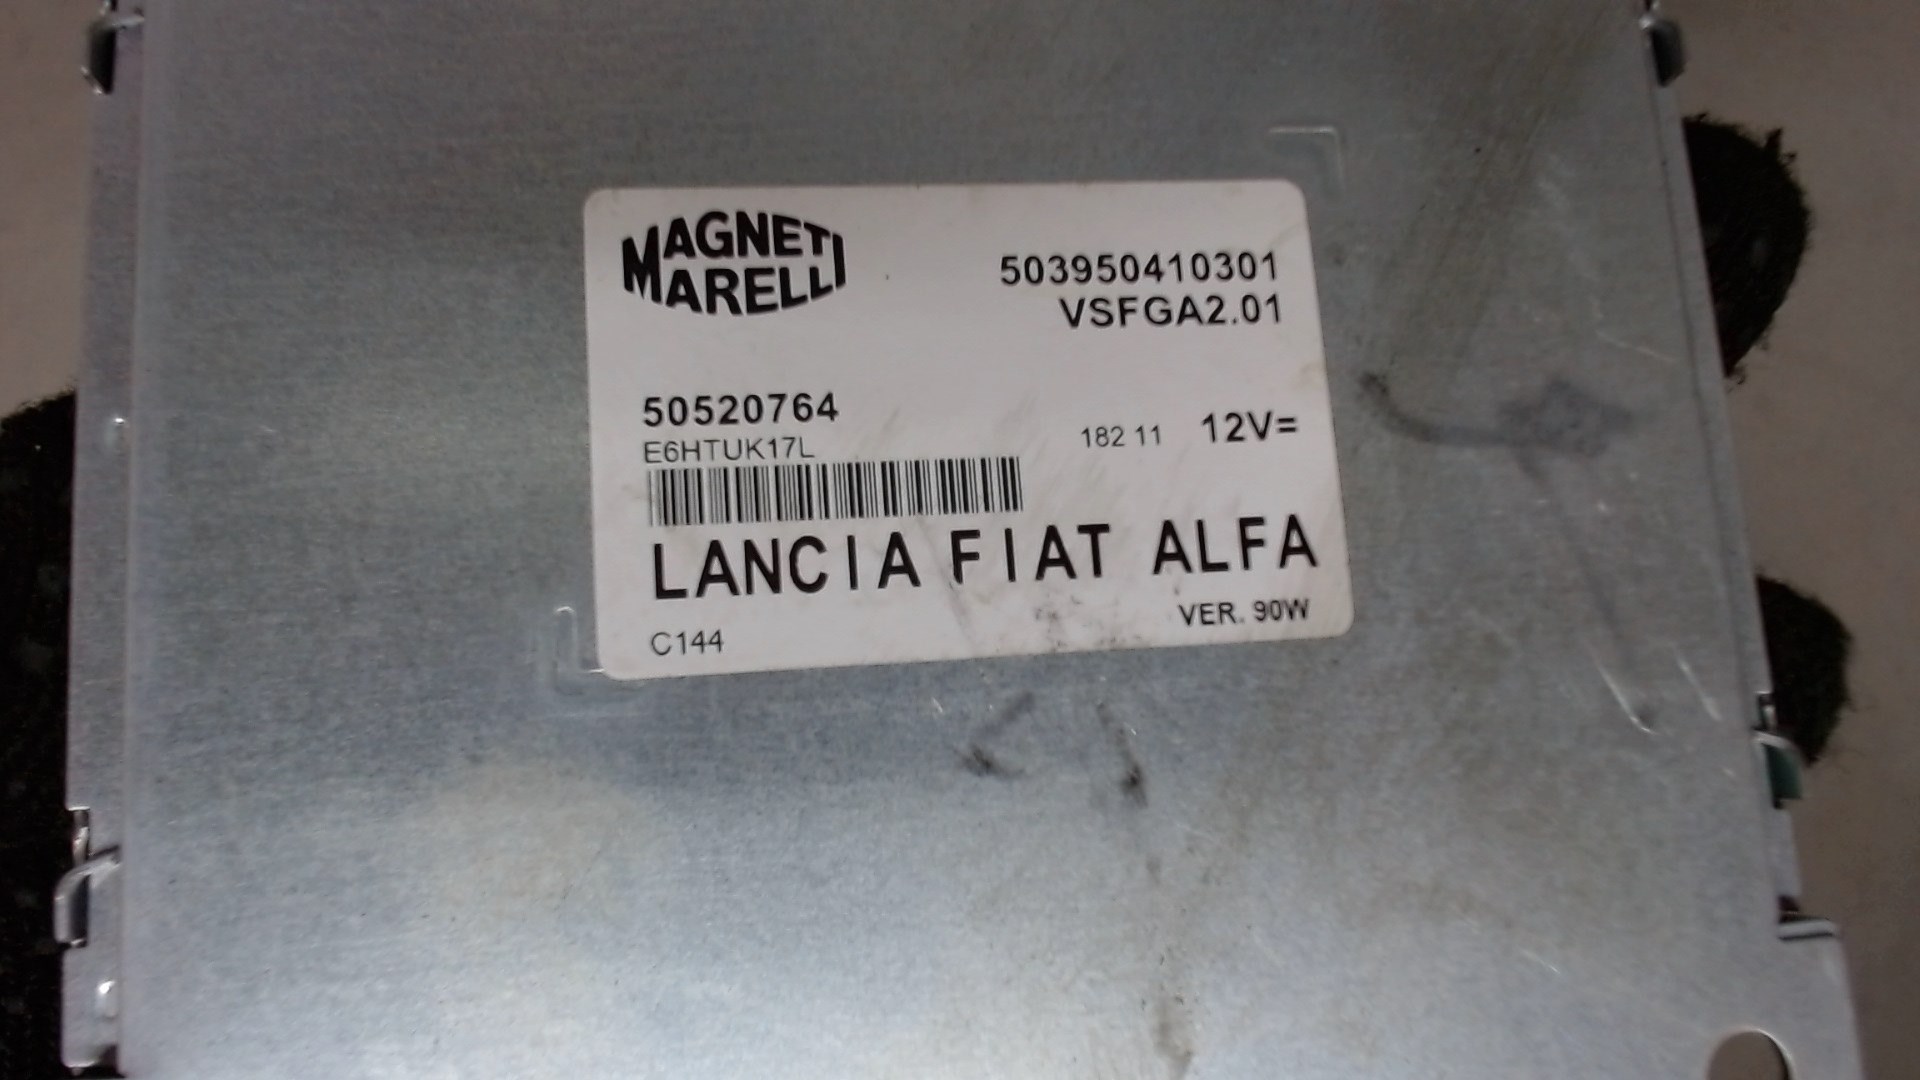 MAGNETI
MARELLI
503950410301
VSFGA2.01
50520764
E6HTUK17L
182 11 12V=
LANCIA FIAT ALFA
VER. 90W
C144